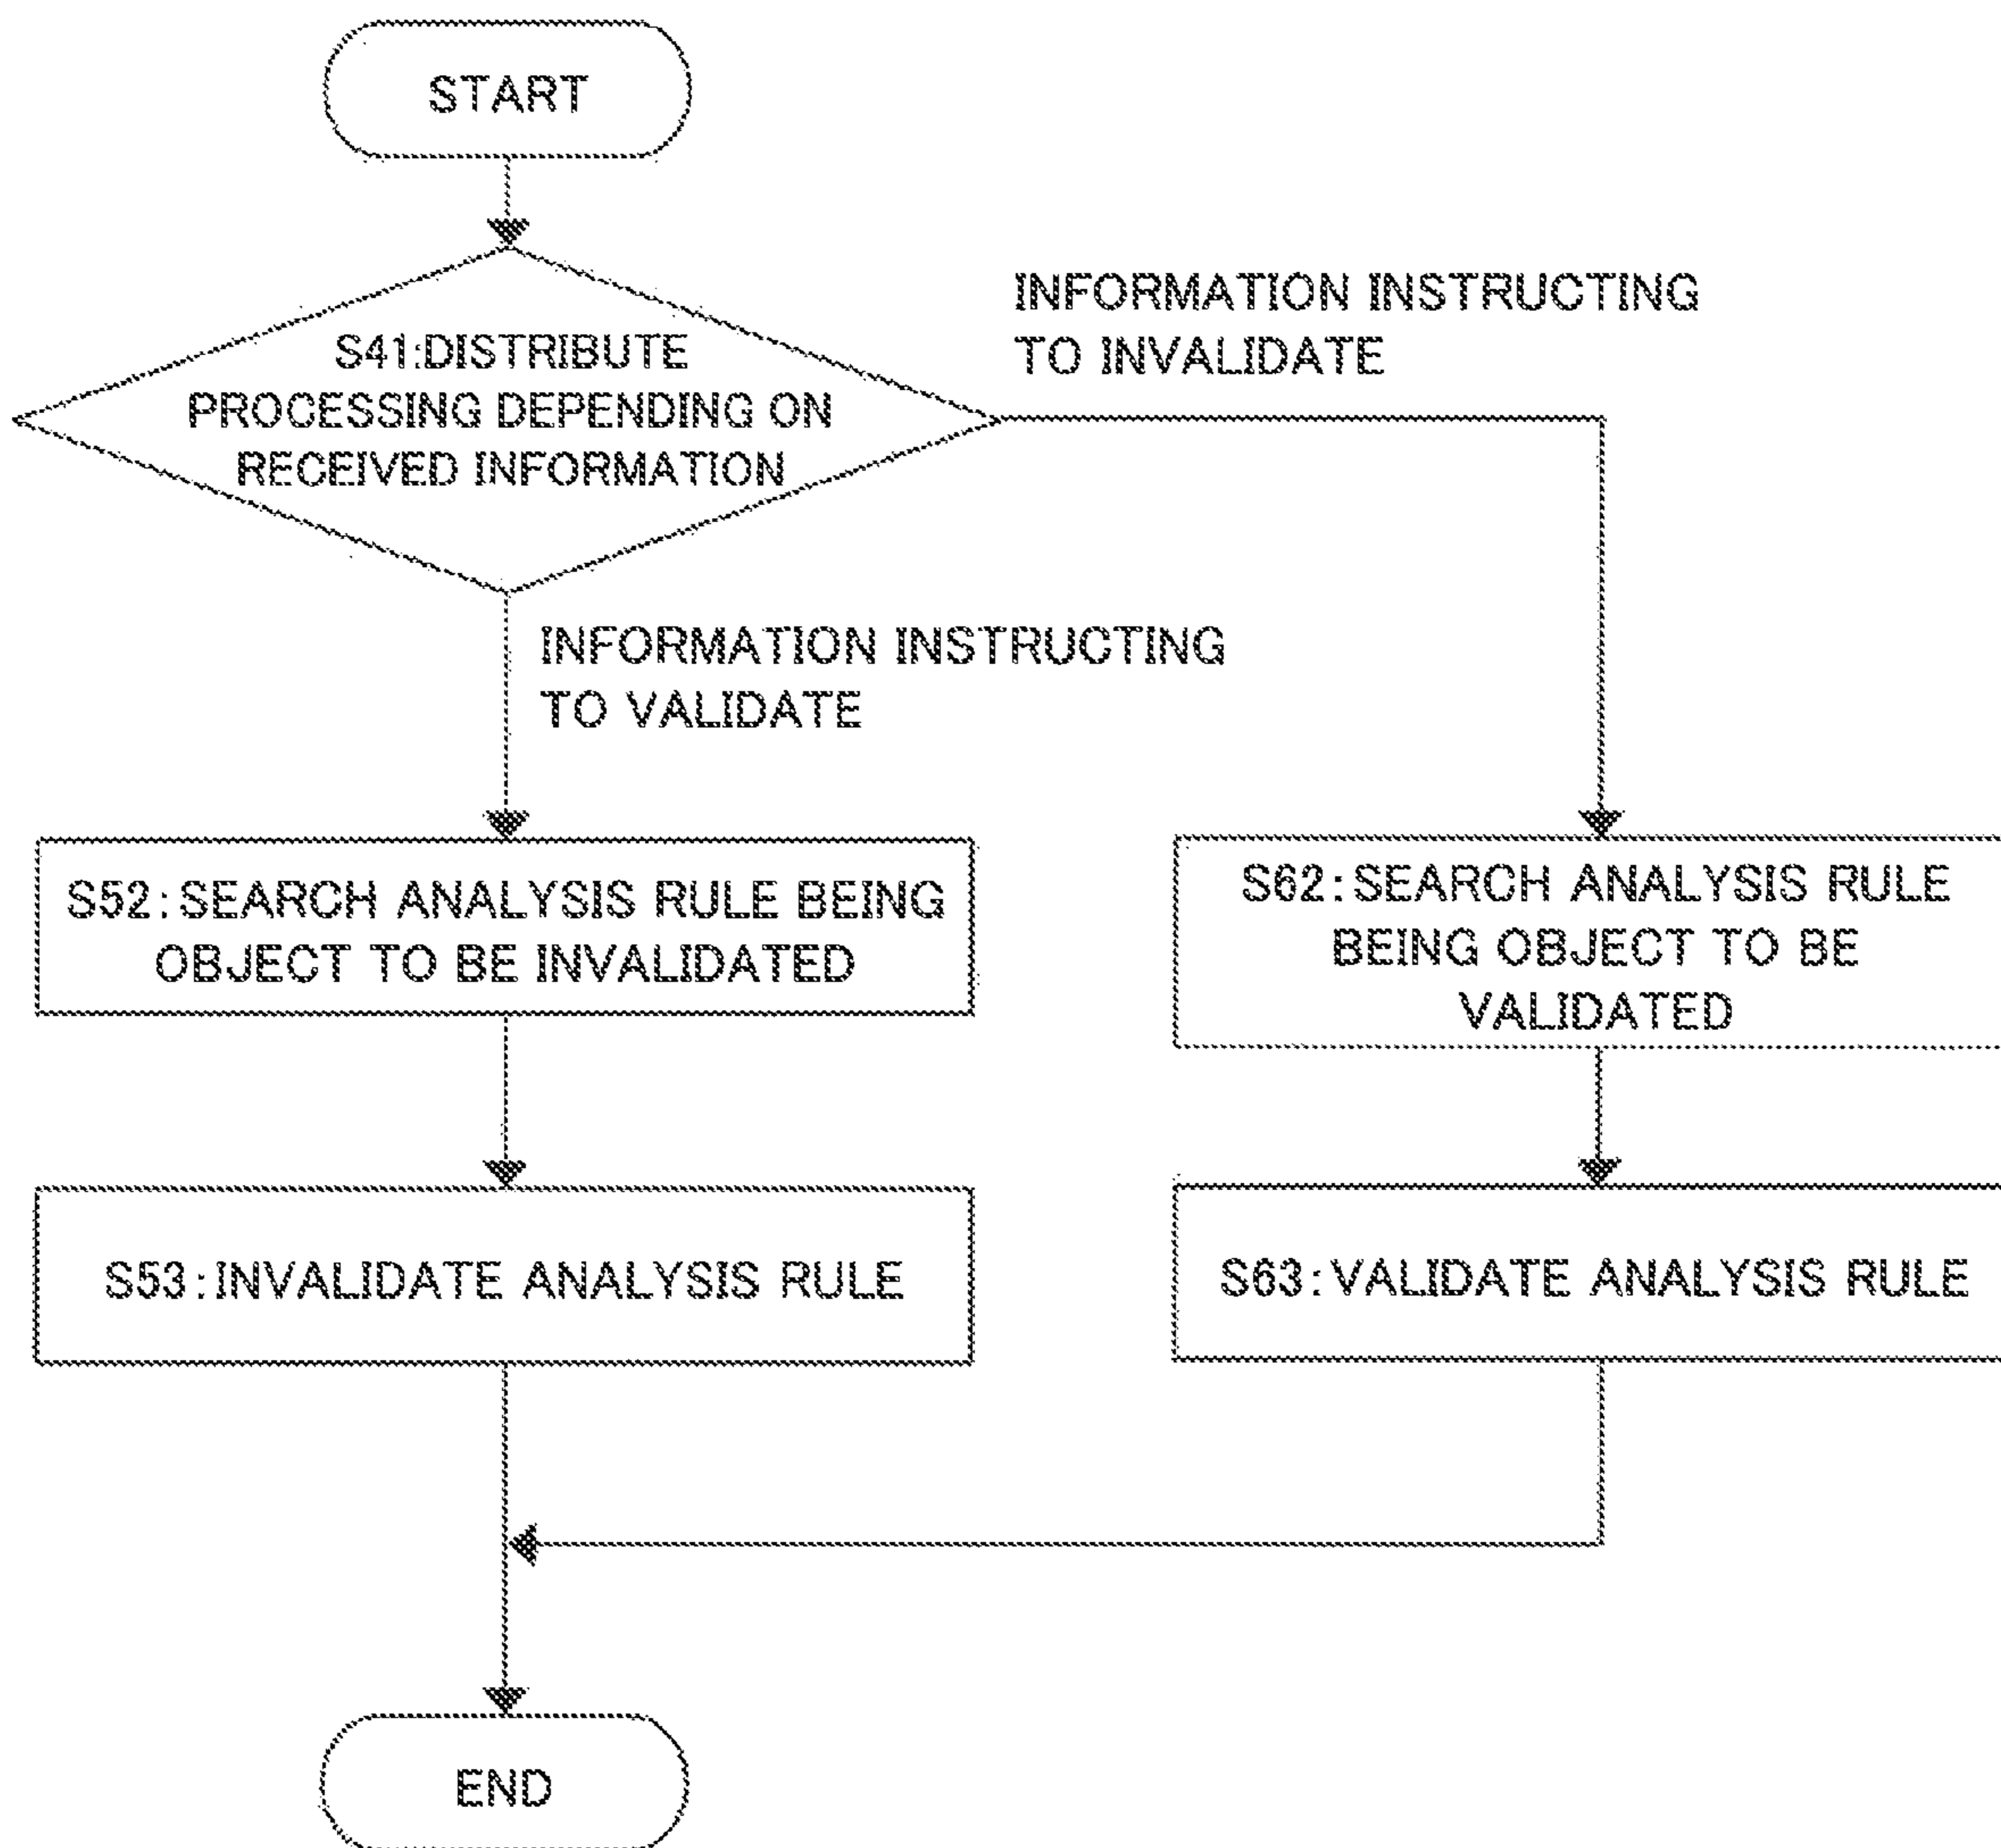 START
S41:DISTRIBUTE
PROCESSING DEPENDING ON
RECEIVED INFORMATION
INFORMATION INSTRUCTING
TO INVALIDATE
INFORMATION INSTRUCTING
TO VALIDATE
S52:SEARCH ANALYSIS RULE BEING
OBJECT TO BE INVALIDATED
S62:SEARCH ANALYSIS RULE
BEING OBJECT TO BE
VALIDATED
S53:INVALIDATE ANALYSIS RULE
S63:VALIDATE ANALYSIS RULE
END